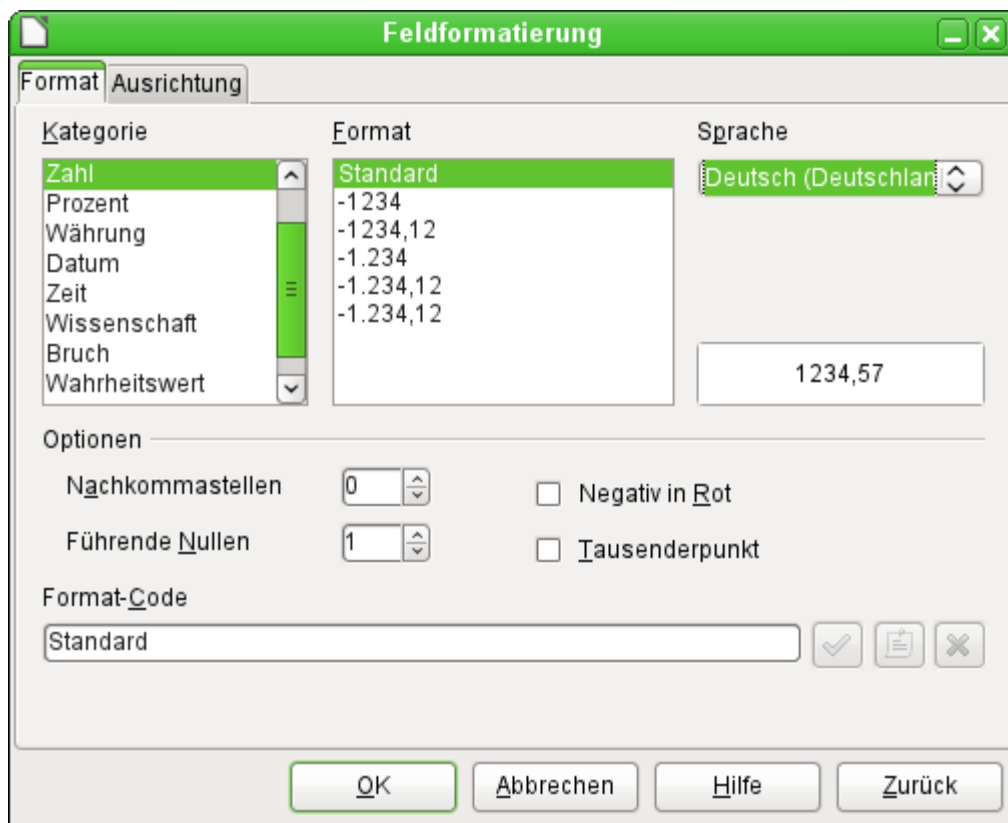 Feldformatierung
Format Ausrichtung
Kategorie
Zahl
Prozent
Währung
Datum
Zeit
Wissenschaft
Bruch
Wahrheitswert
Format
Standard
-1234
-1234,12
-1.234
-1.234,12
-1.234,12
Sprache
Deutsch (Deutschlan
1234,57
Optionen
Nachkommastellen 0
Führende Nullen 1
Negativ in Rot
Tausenderpunkt
Format-Code
Standard
OK Abbrechen Hilfe Zurück